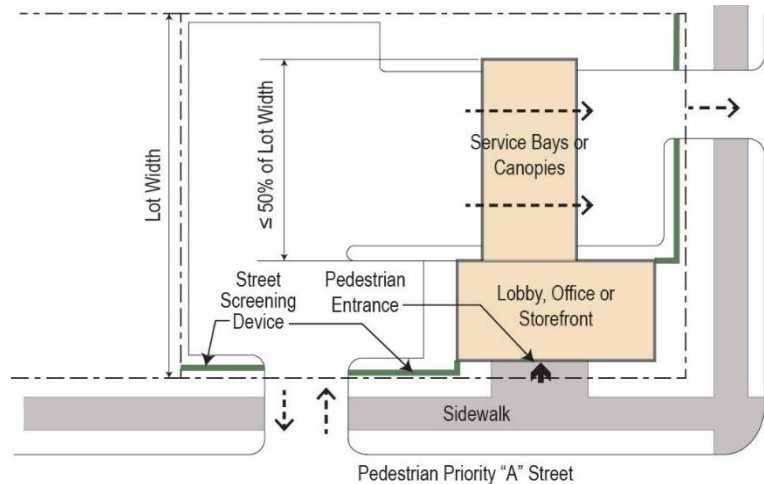 Lot Width
≤ 50% of Lot Width
Service Bays or
Canopies
Street
Screening
Device
Pedestrian
Entrance
Lobby, Office or
Storefront
Sidewalk
Pedestrian Priority “A” Street